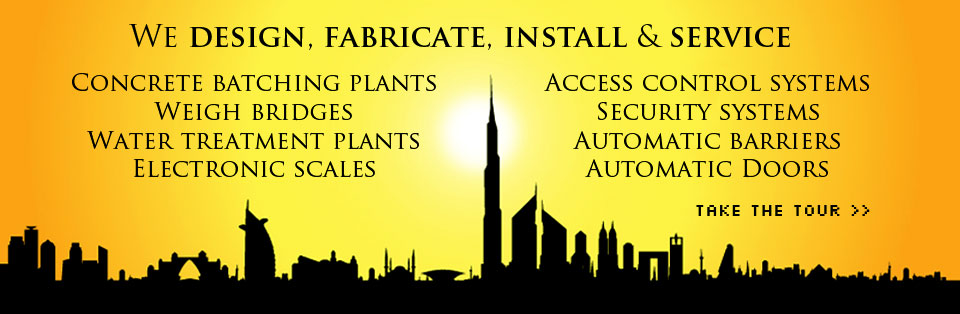 We design, fabricate, install & service
Concrete batching plants
Weigh bridges
Water treatment plants
Electronic scales
Access control systems
Security systems
Automatic barriers
Automatic Doors
TAKE THE TOUR >>